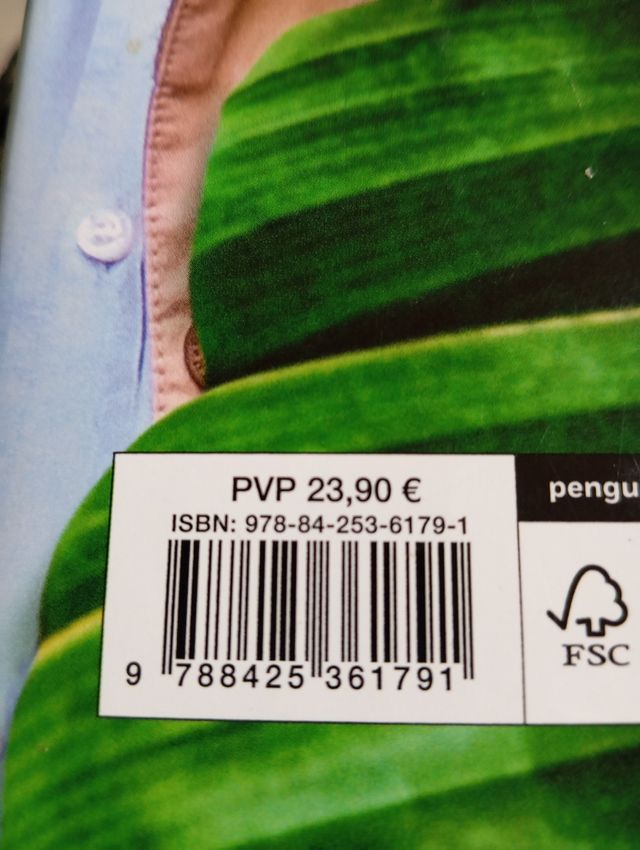 PVP 23,90 €
ISBN: 978-84-253-6179-1
9 788425 361791
pengu
FSC